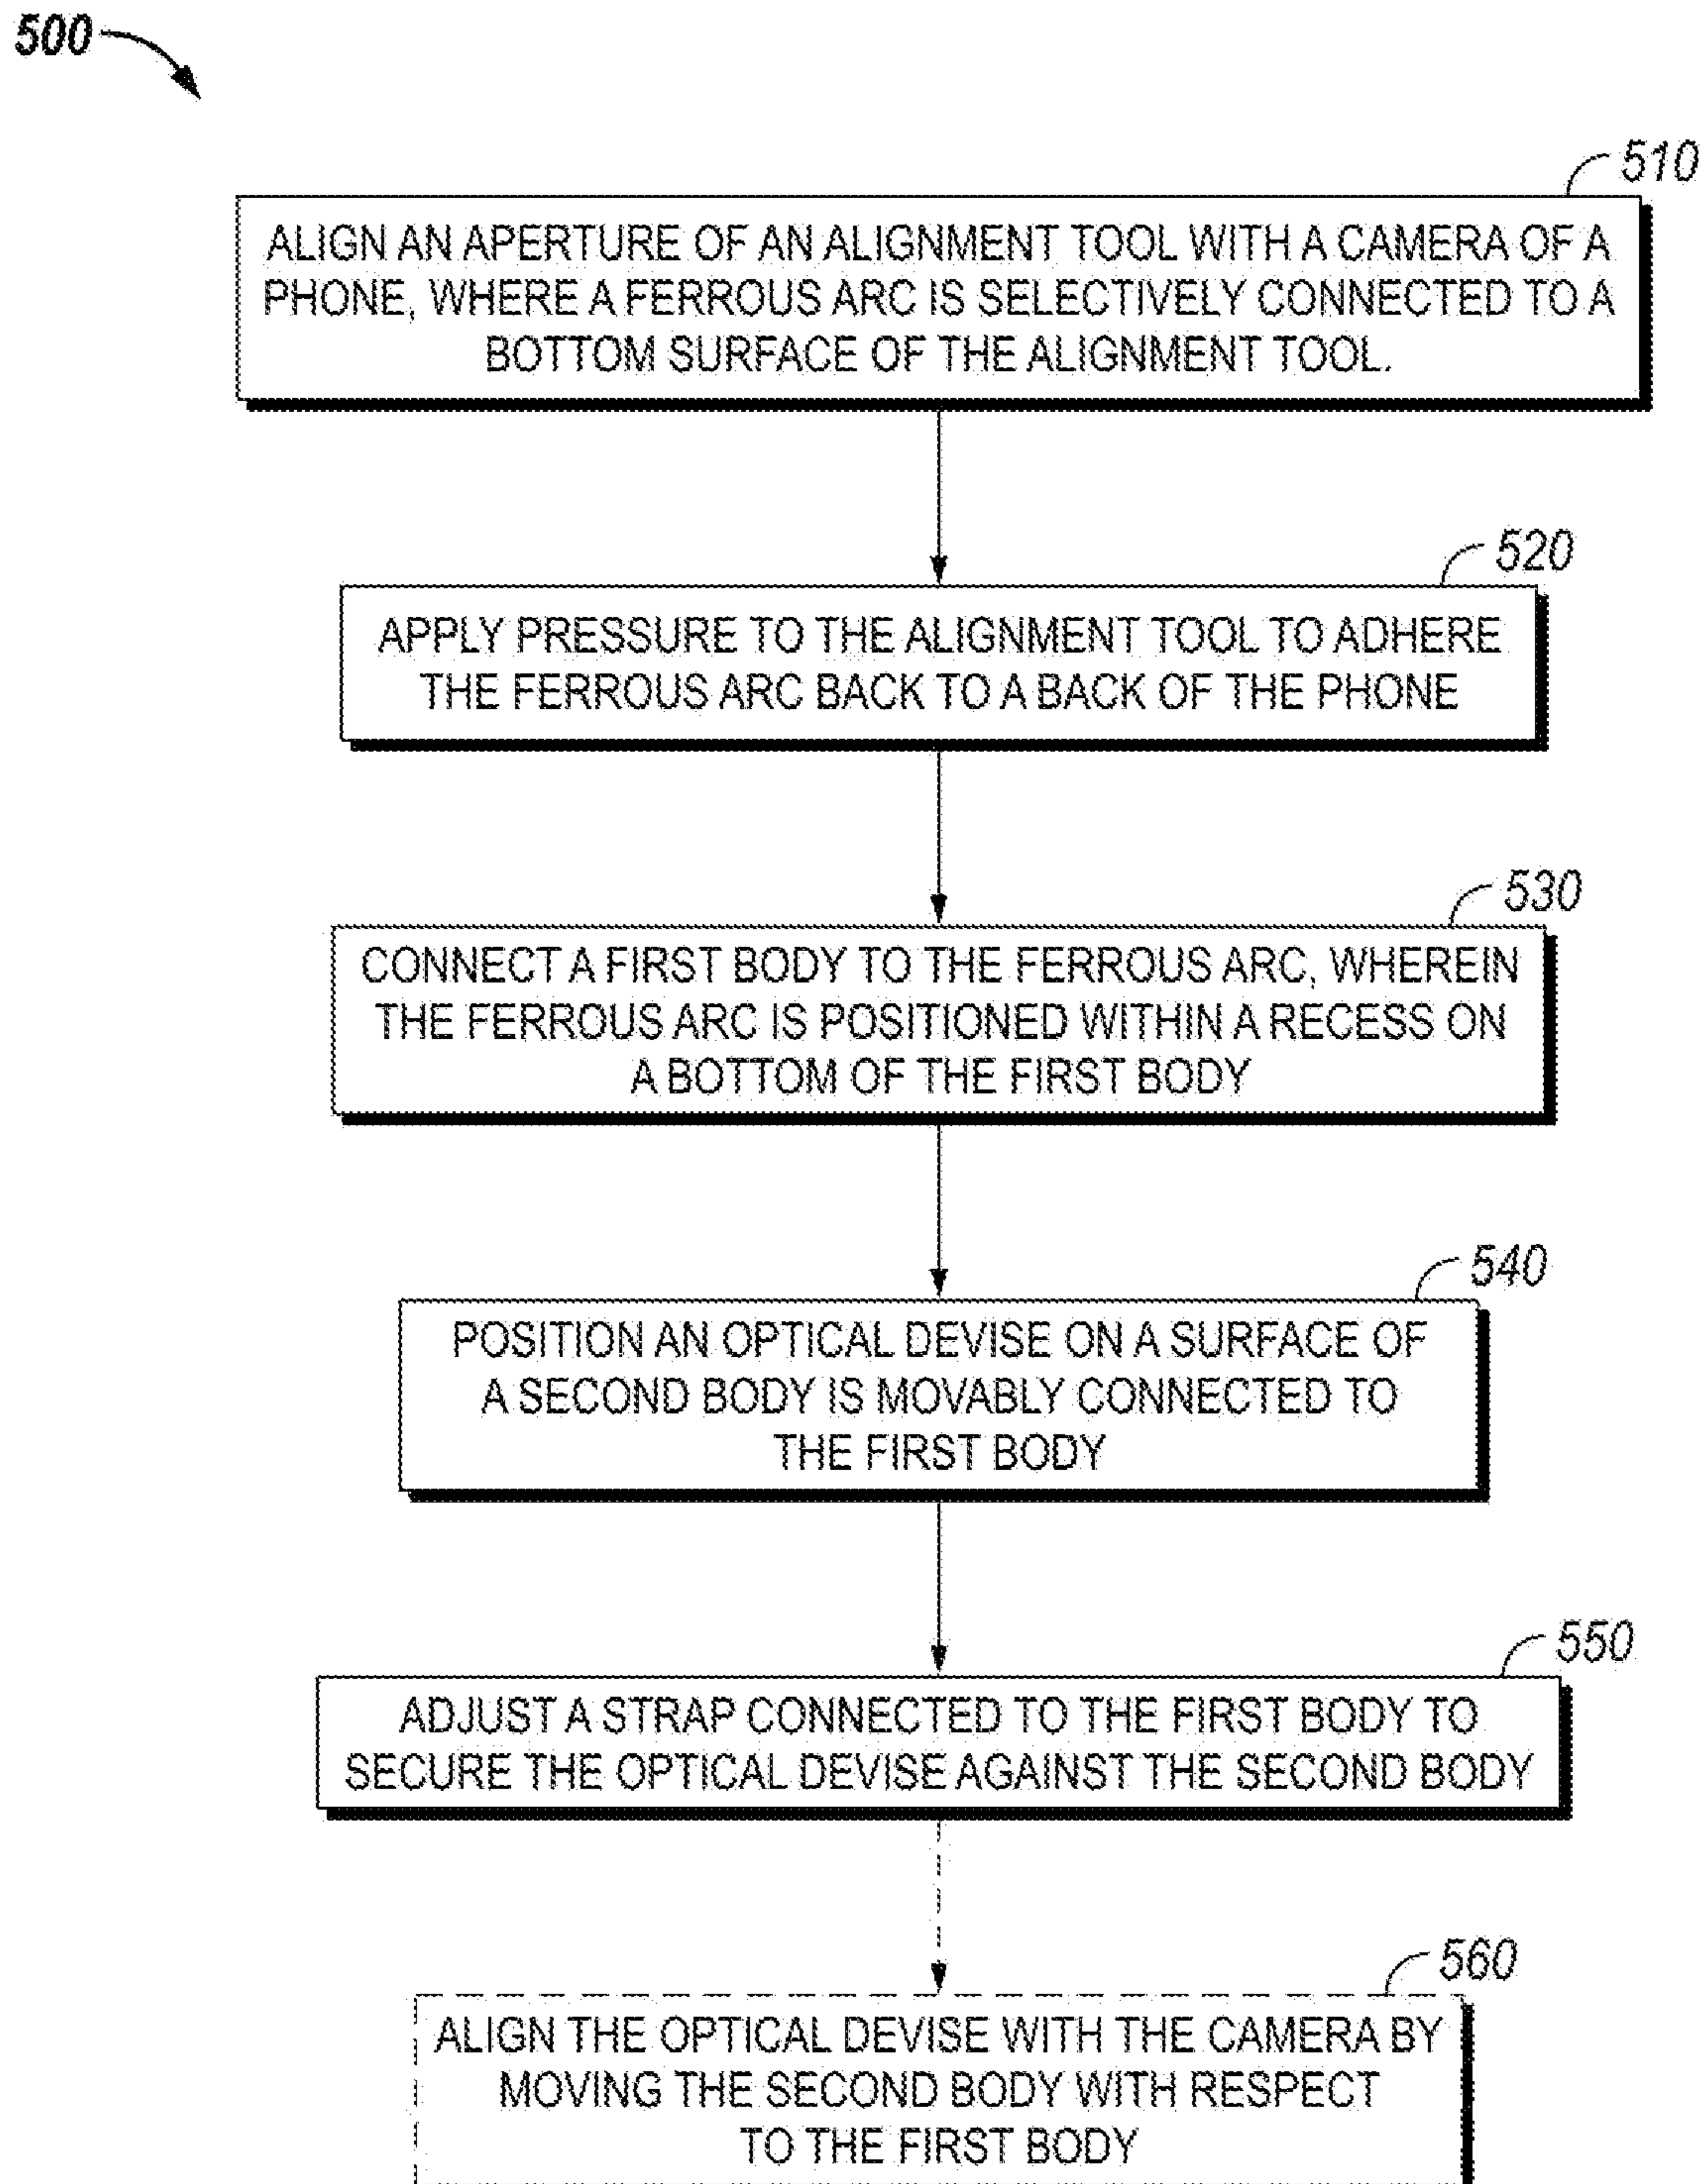 500
510
ALIGN AN APERTURE OF AN ALIGNMENT TOOL WITH A CAMERA OF A
PHONE, WHERE A FERROUS ARC IS SELECTIVELY CONNECTED TO A
BOTTOM SURFACE OF THE ALIGNMENT TOOL.
520
APPLY PRESSURE TO THE ALIGNMENT TOOL TO ADHERE
THE FERROUS ARC BACK TO A BACK OF THE PHONE
530
CONNECT A FIRST BODY TO THE FERROUS ARC, WHEREIN
THE FERROUS ARC IS POSITIONED WITHIN A RECESS ON
A BOTTOM OF THE FIRST BODY
540
POSITION AN OPTICAL DEVISE ON A SURFACE OF
A SECOND BODY IS MOVABLY CONNECTED TO
THE FIRST BODY
550
ADJUST A STRAP CONNECTED TO THE FIRST BODY TO
SECURE THE OPTICAL DEVISE AGAINST THE SECOND BODY
560
ALIGN THE OPTICAL DEVISE WITH THE CAMERA BY
MOVING THE SECOND BODY WITH RESPECT
TO THE FIRST BODY